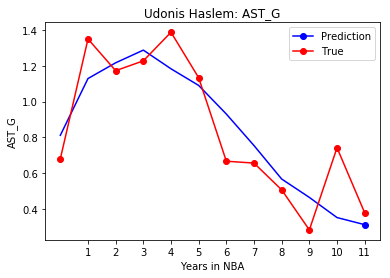 Udonis Haslem: AST_G
Prediction
True
1.4
1.2
1.0
0.8
0.6
0.4
AST_G
1 2 3 4 5 6 7 8 9 10 11
Years in NBA